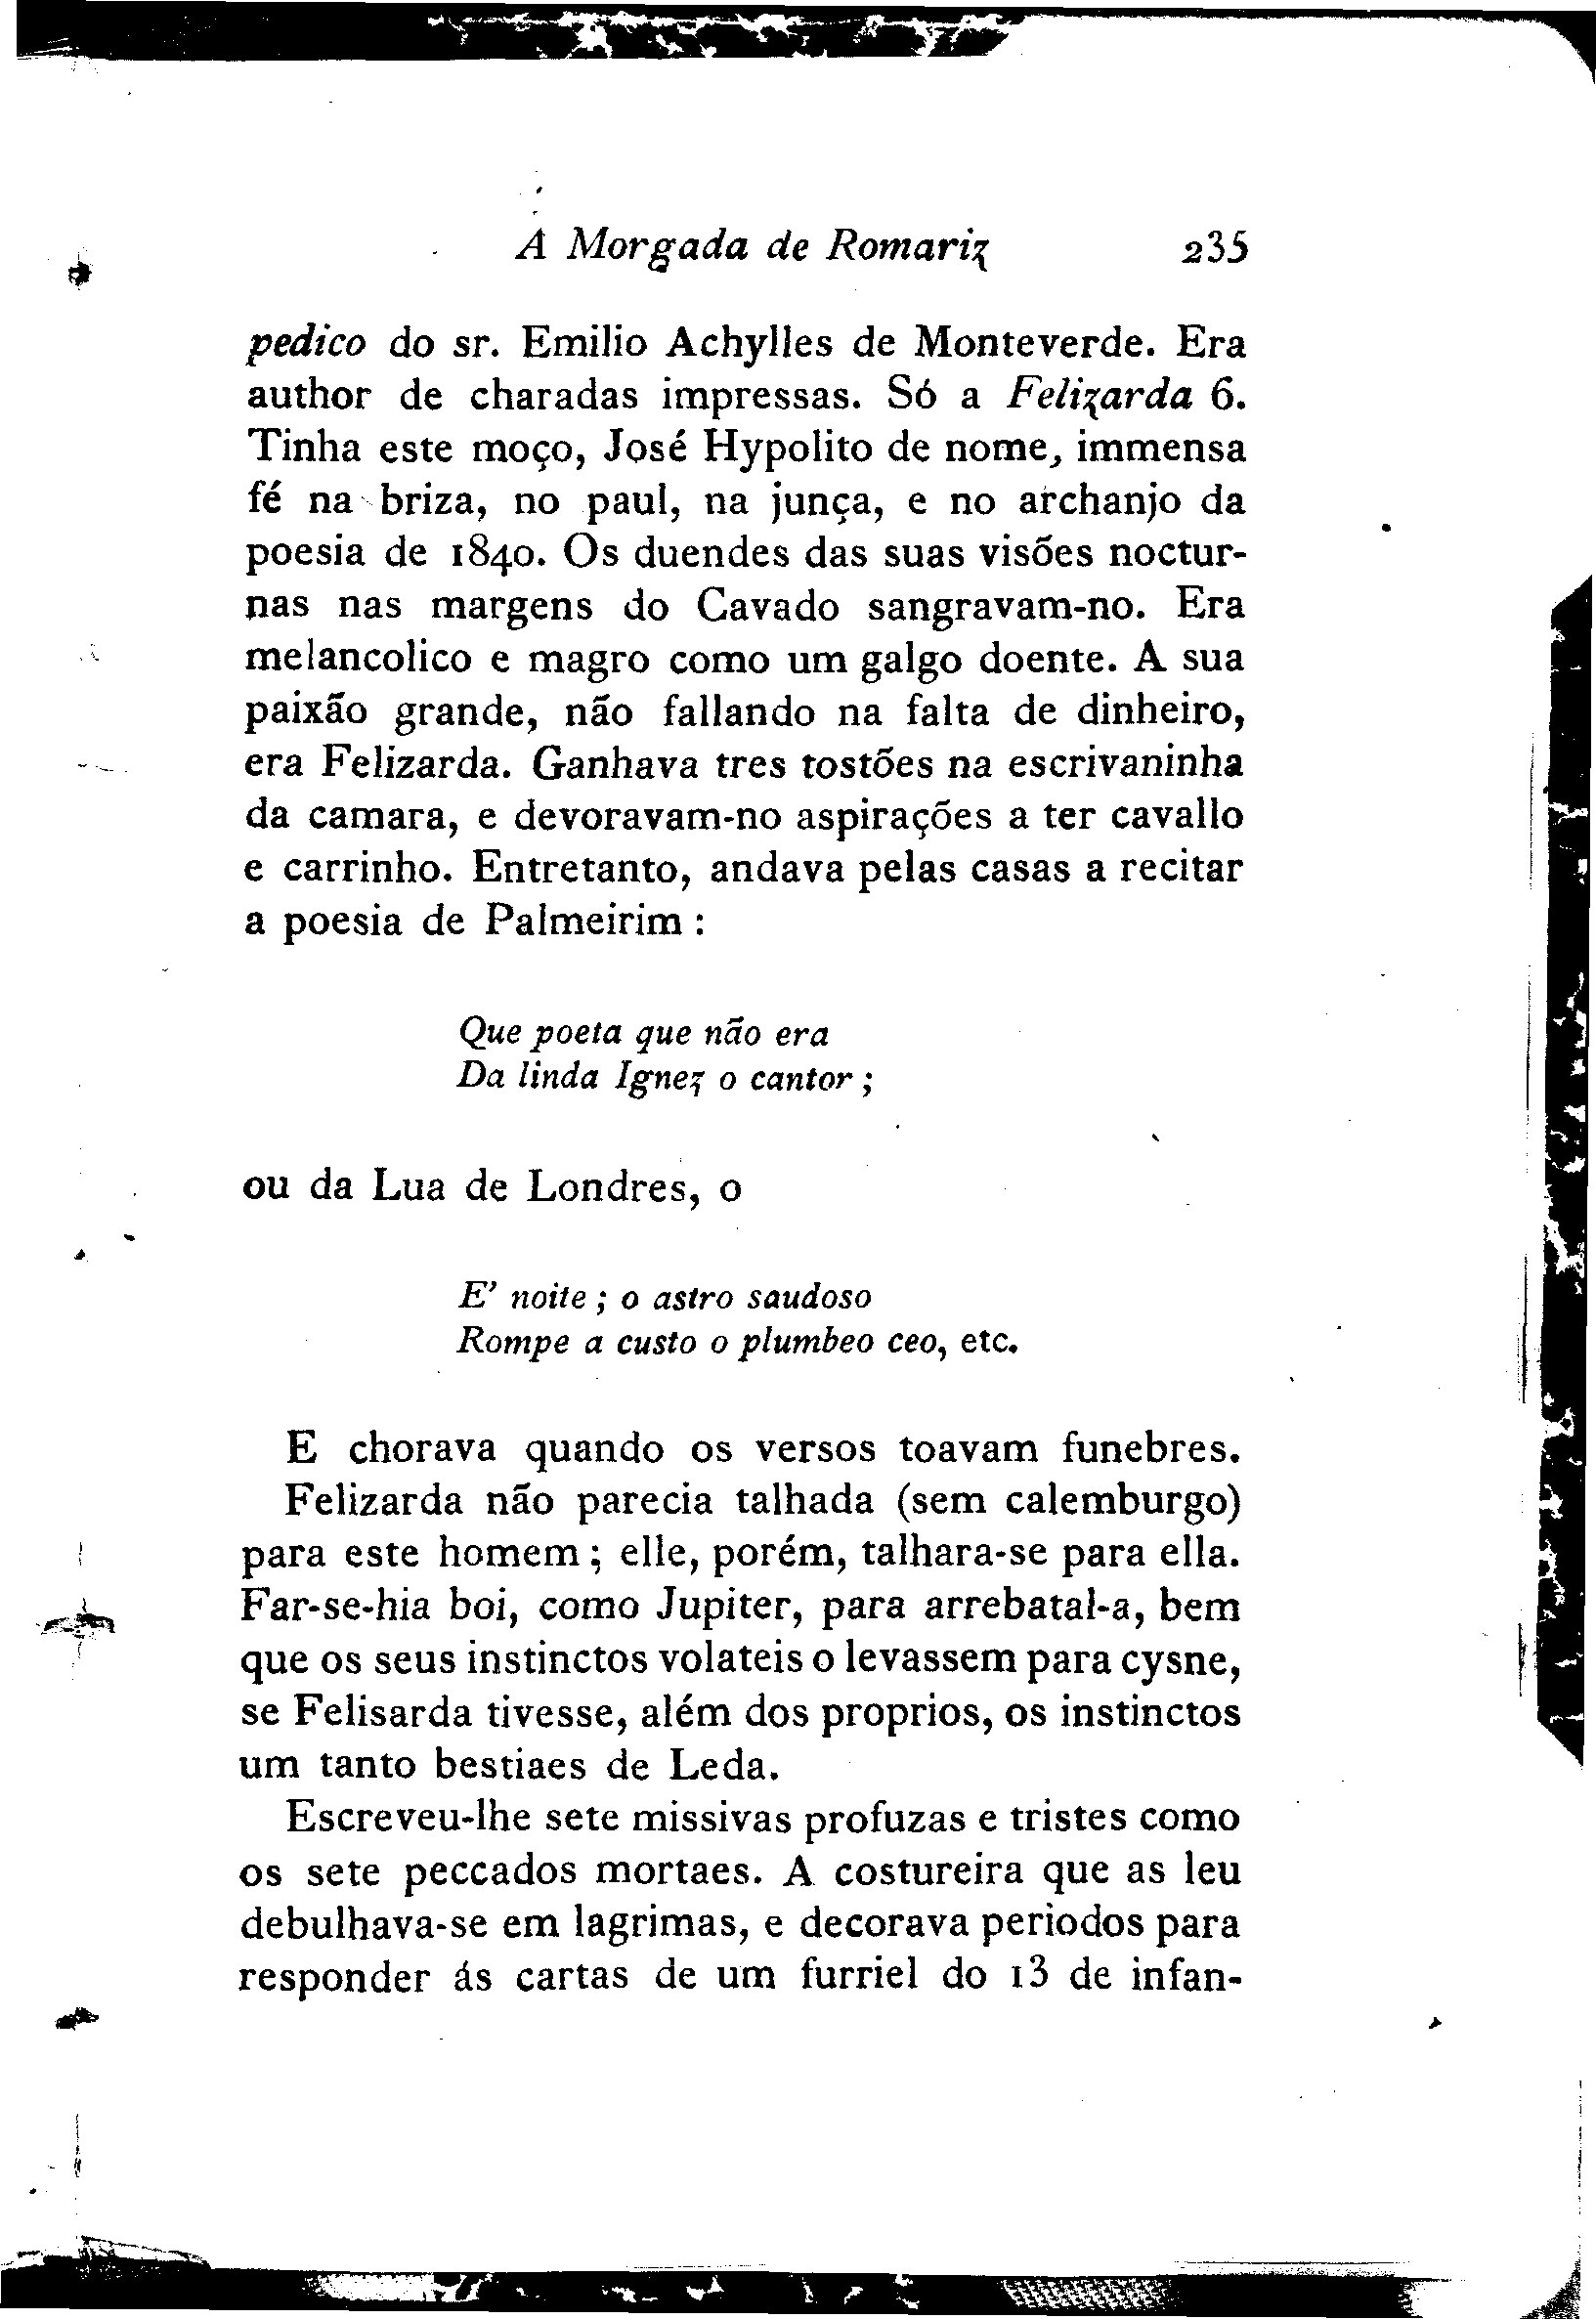 A Morgada de Romariz 235
pedico do sr. Emilio Achylles de Monteverde. Era
author de charadas impressas. Só a Felizarda 6.
Tinha este moço, José Hypolito de nome, immensa
fé na briza, no paul, na junça, e no archanjo da
poesia de 1840. Os duendes das suas visões noctur-
nas nas margens do Cavado sangravam-no. Era
melancolico e magro como um galgo doente. A sua
paixão grande, não fallando na falta de dinheiro,
era Felizarda. Ganhava tres tostões na escrivaninha
da camara, e devoravam-no aspirações a ter cavallo
e carrinho. Entretanto, andava pelas casas a recitar
a poesia de Palmeirim :
Que poeta que não era
Da linda Ignez o cantor ;
ou da Lua de Londres, o
E' noite ; o astro saudoso
Rompe a custo o plumbeo ceo, etc.
E chorava quando os versos toavam funebres.
Felizarda não parecia talhada (sem calemburgo)
para este homem ; elle, porém, talhara-se para ella.
Far-se-hia boi, como Jupiter, para arrebatal-a, bem
que os seus instinctos volateis o levassem para cysne,
se Felisarda tivesse, além dos proprios, os instinctos
um tanto bestiaes de Leda.
Escreveu-lhe sete missivas profuzas e tristes como
os sete peccados mortaes. A costureira que as leu
debulhava-se em lagrimas, e decorava periodos para
responder ás cartas de um furriel do 13 de infan-